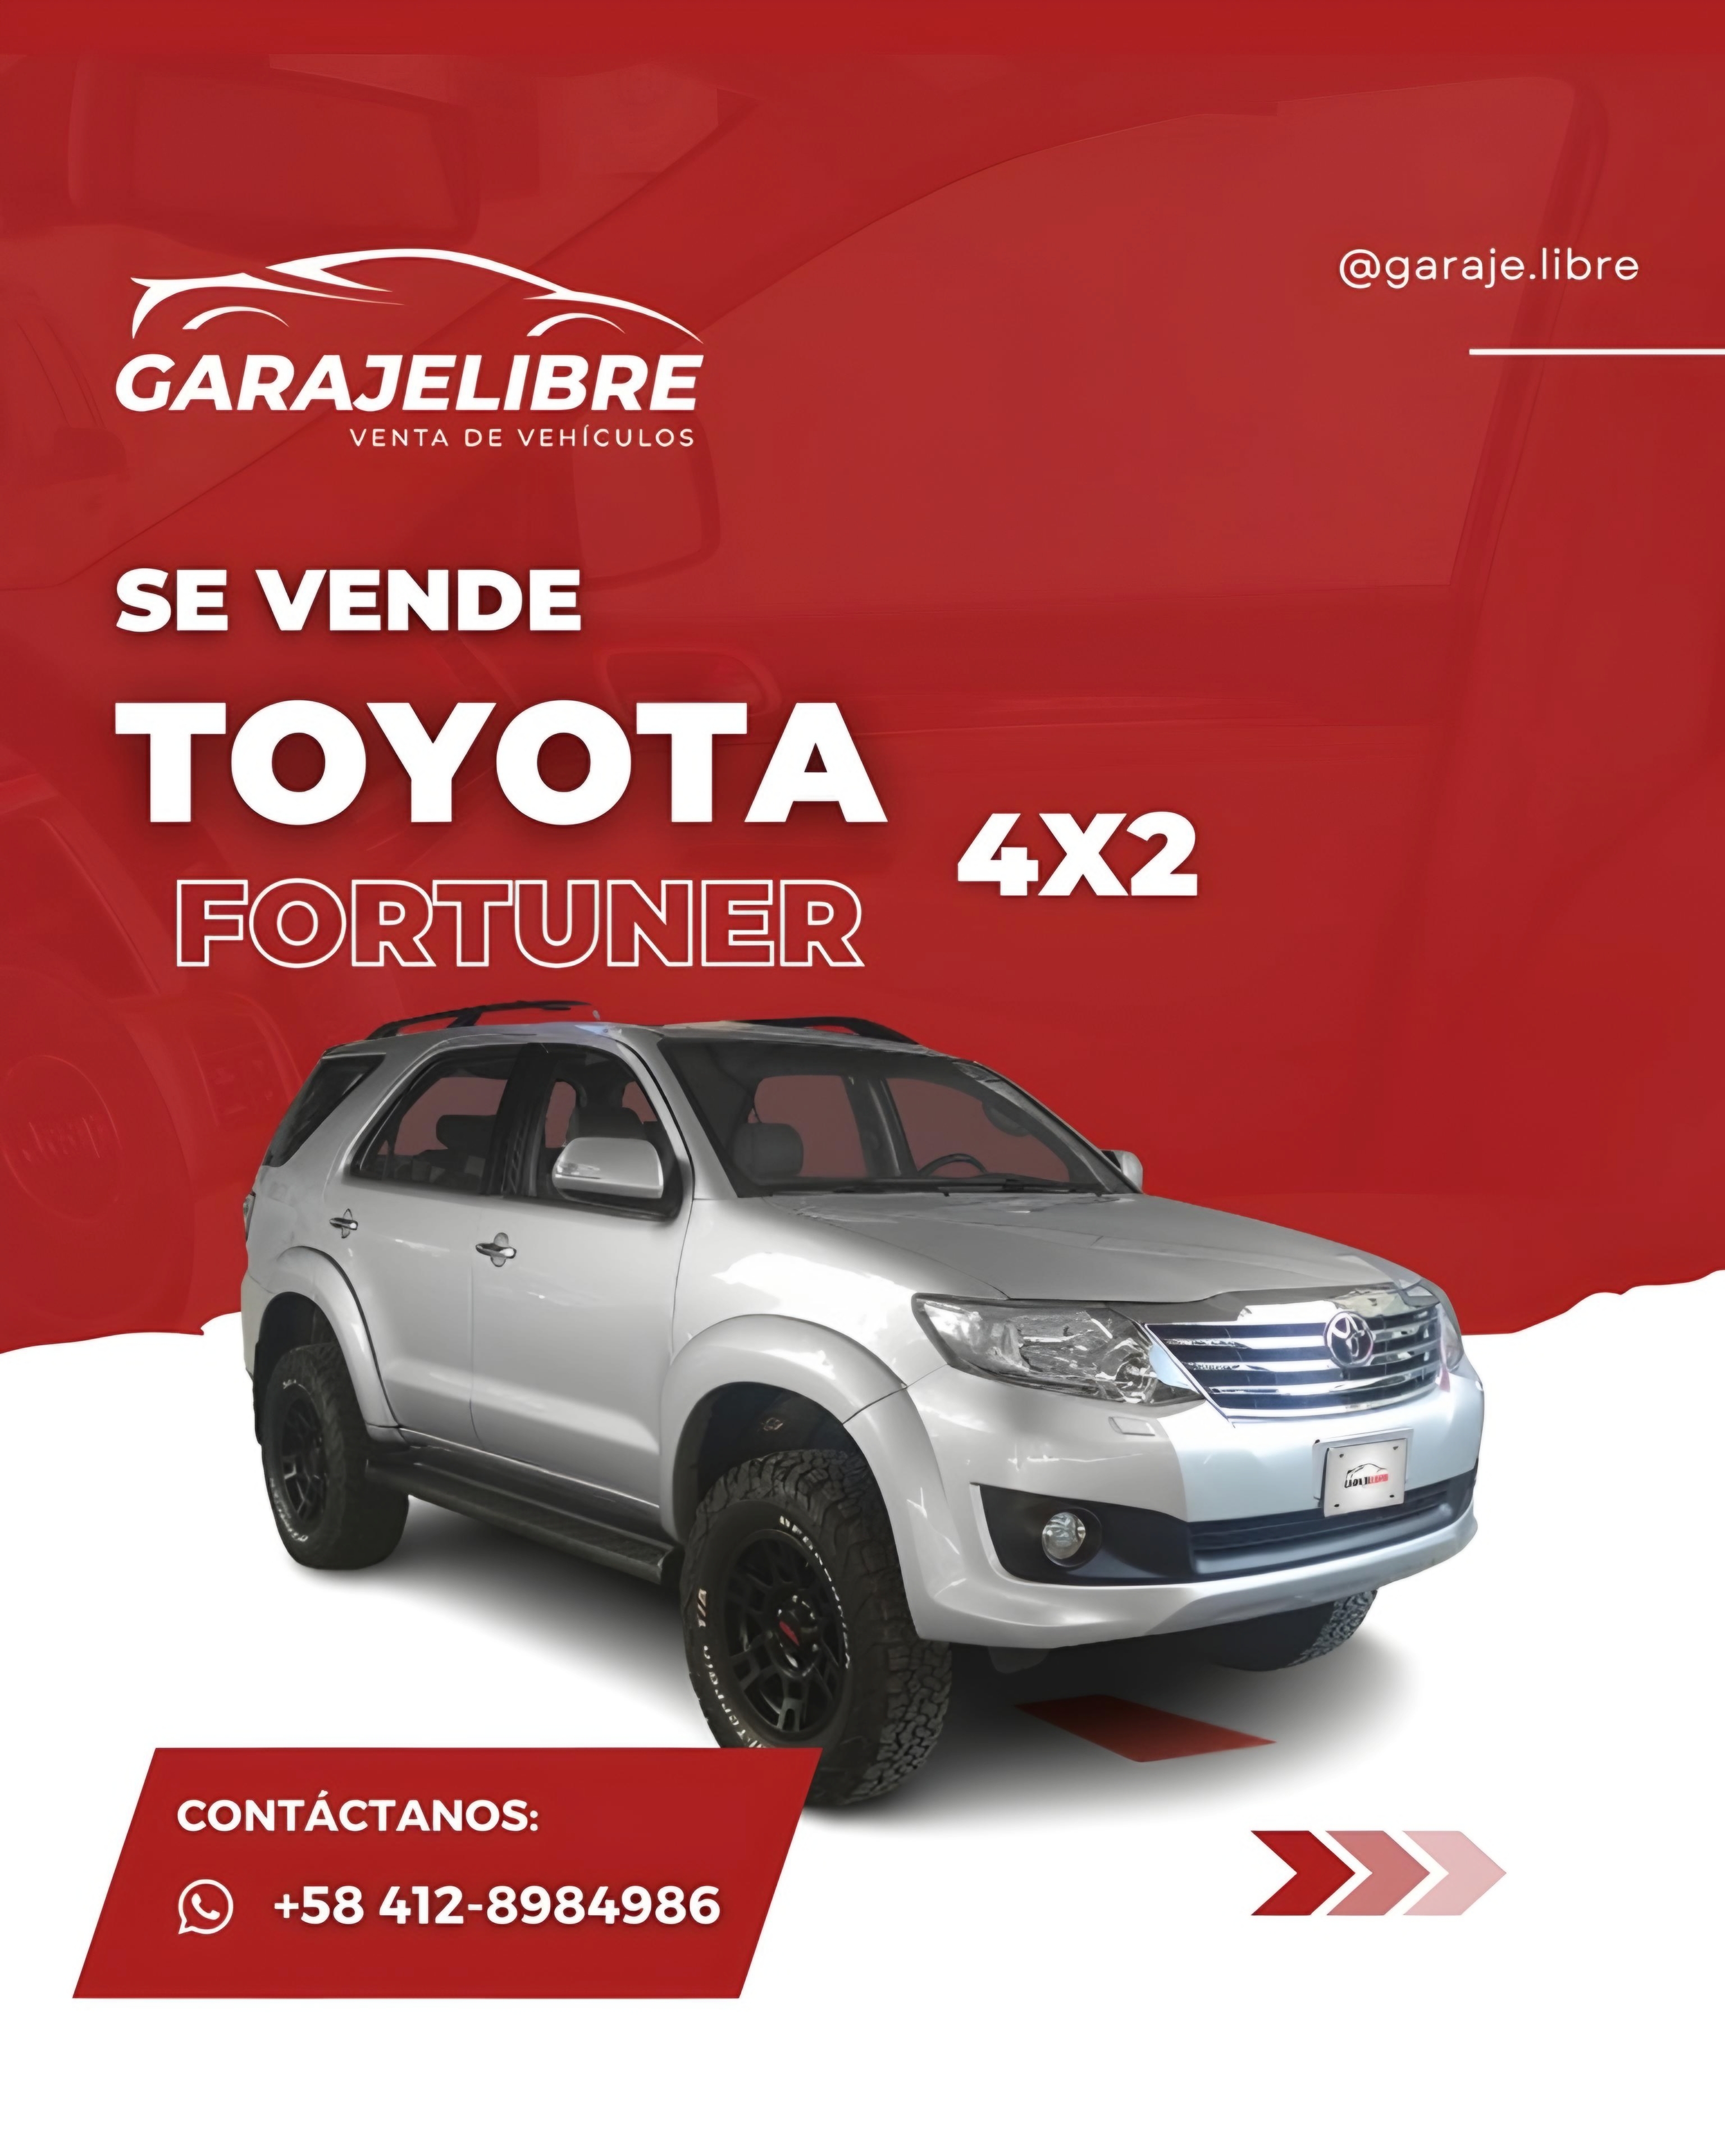 @garaje.libre
GARAJELIBRE
VENTA DE VEHÍCULOS
SE VENDE
TOYOTA
4X2
FORTUNER
CONTÁCTANOS:
+58 412-8984986